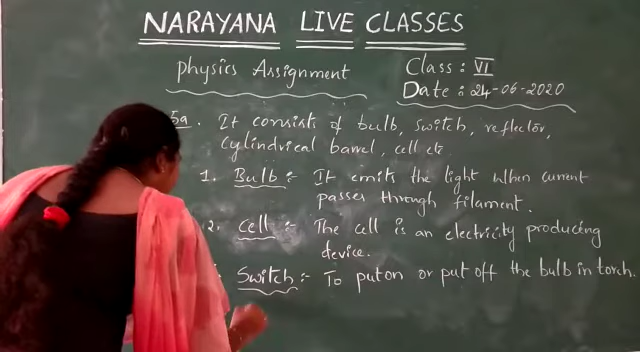 NARAYANA LIVE CLASSES
Physics Assignment
Class : VI
Date : 24-06-2020
5a. It consists of bulb, switch, reflector,
cylindrical barrel, cell etc
1. Bulb :- It emits the light when current
passes through filament.
2. Cell :- The cell is an electricity producing
device.
Switch :- To put on or put off the bulb in torch.